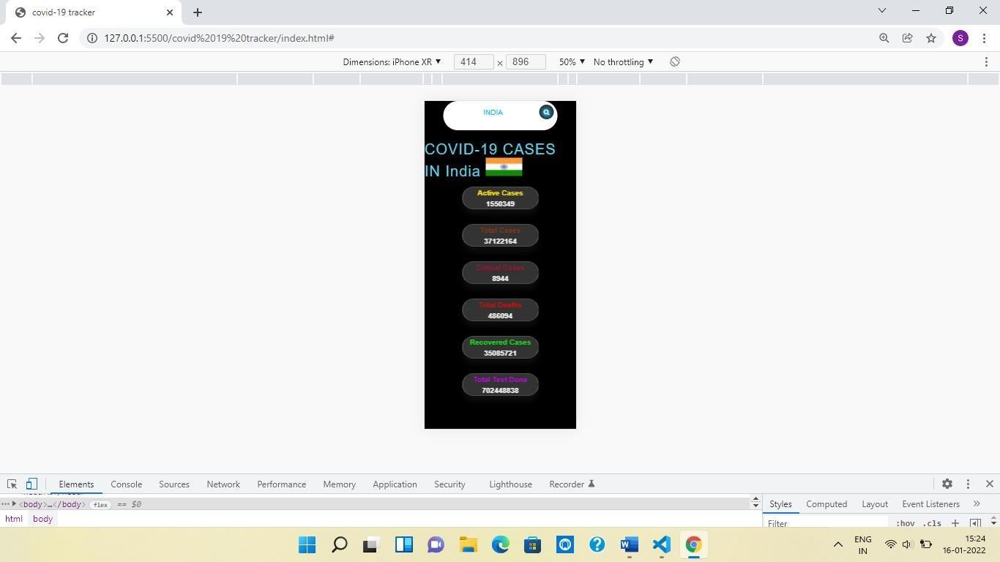 covid-19 tracker
127.0.0.1:5500/covid%2019%20tracker/index.html#
S
Dimensions: iPhone XR 414 × 896 50% No throttling
INDIA
COVID-19 CASES
IN India
Active Cases
1550349
Total Cases
37122164
Critical Cases
8944
Total Deaths
486094
Recovered Cases
35085721
Total Test Done
702448838
Elements Console Sources Network Performance Memory Application Security Lighthouse Recorder
<body>…</body> flex == $0
html body
Styles Computed Layout Event Listeners »
Filter :hov .cls +
ENG
IN
15:24
16-01-2022